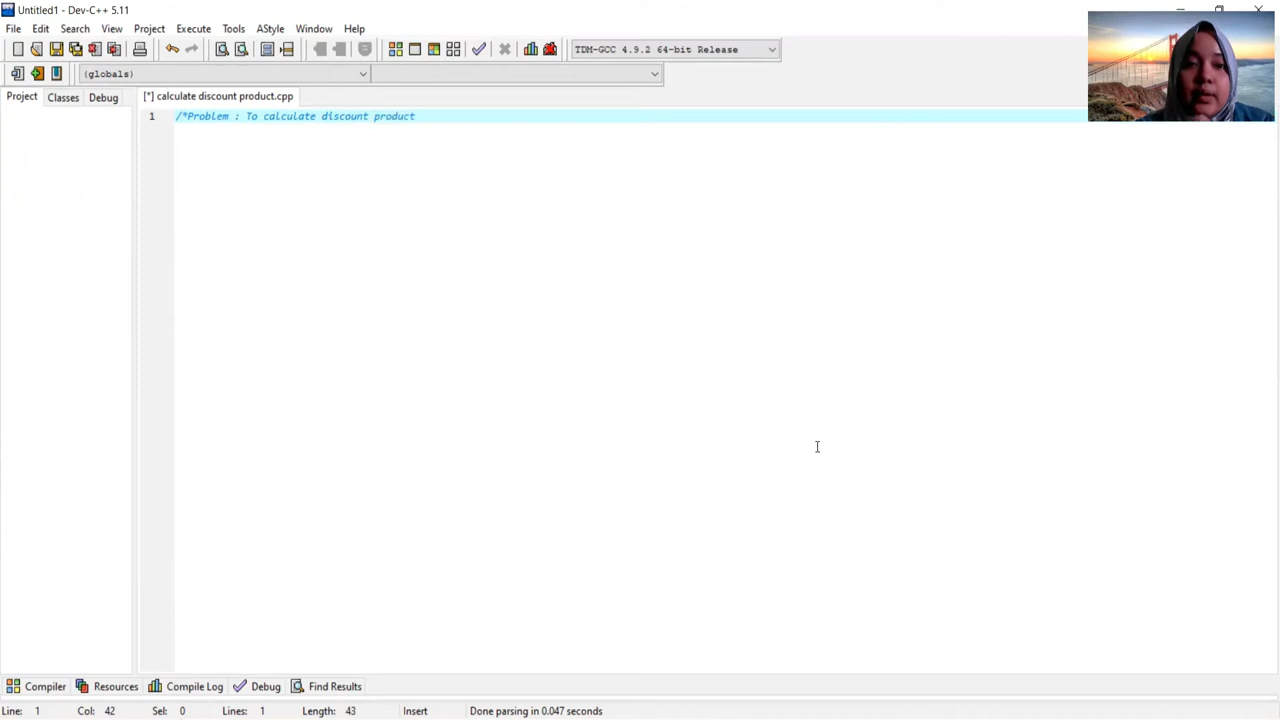 Untitled1 - Dev-C++ 5.11
File Edit Search View Project Execute Tools AStyle Window Help
TDM-GCC 4.9.2 64-bit Release
(globals)
Project Classes Debug [*] calculate discount product.cpp
1 /*Problem : To calculate discount product
Compiler Resources Compile Log Debug Find Results
Line: 1 Col: 42 Sel: 0 Lines: 1 Length: 43 Insert Done parsing in 0.047 seconds